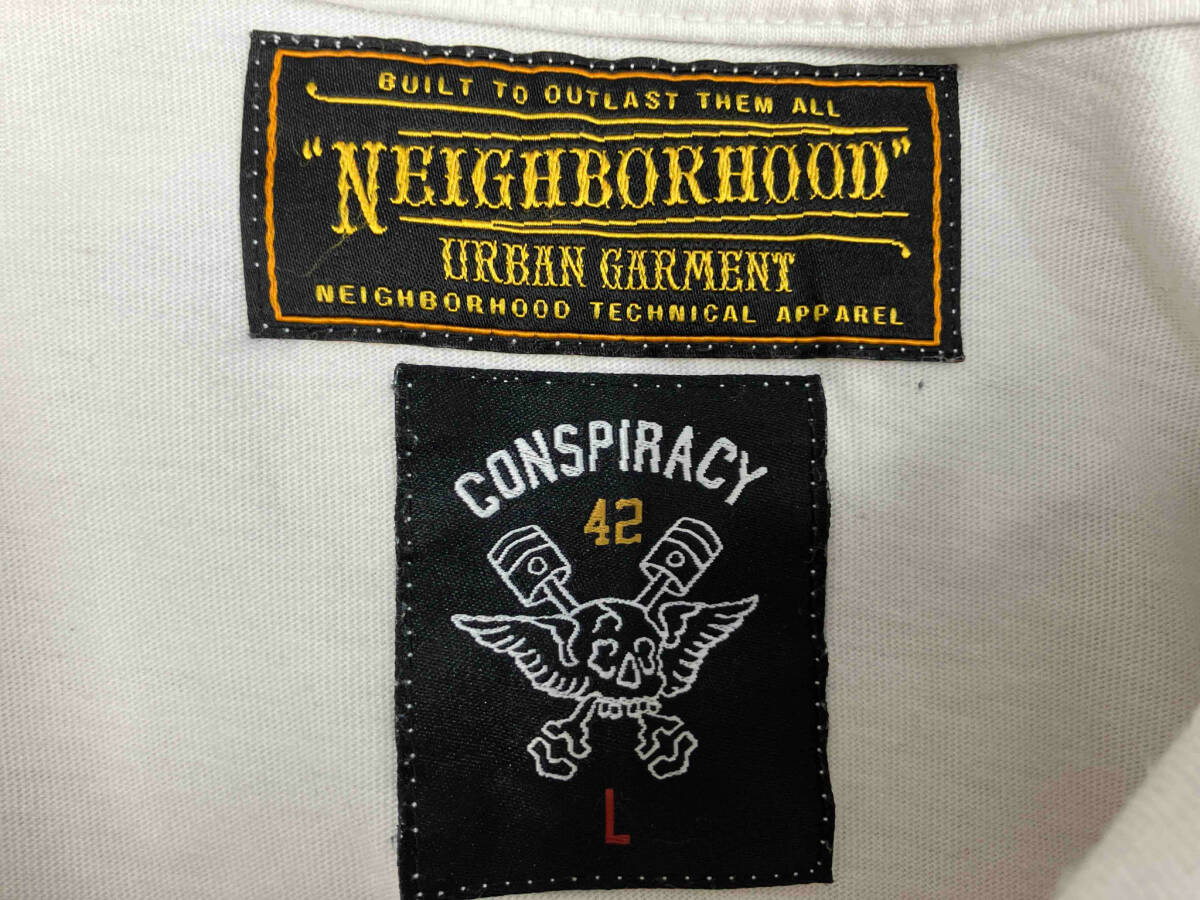 BUILT TO OUTLAST THEM ALL
"NEIGHBORHOOD"
URBAN GARMENT
NEIGHBORHOOD TECHNICAL APPAREL
CONSPIRACY
42
L